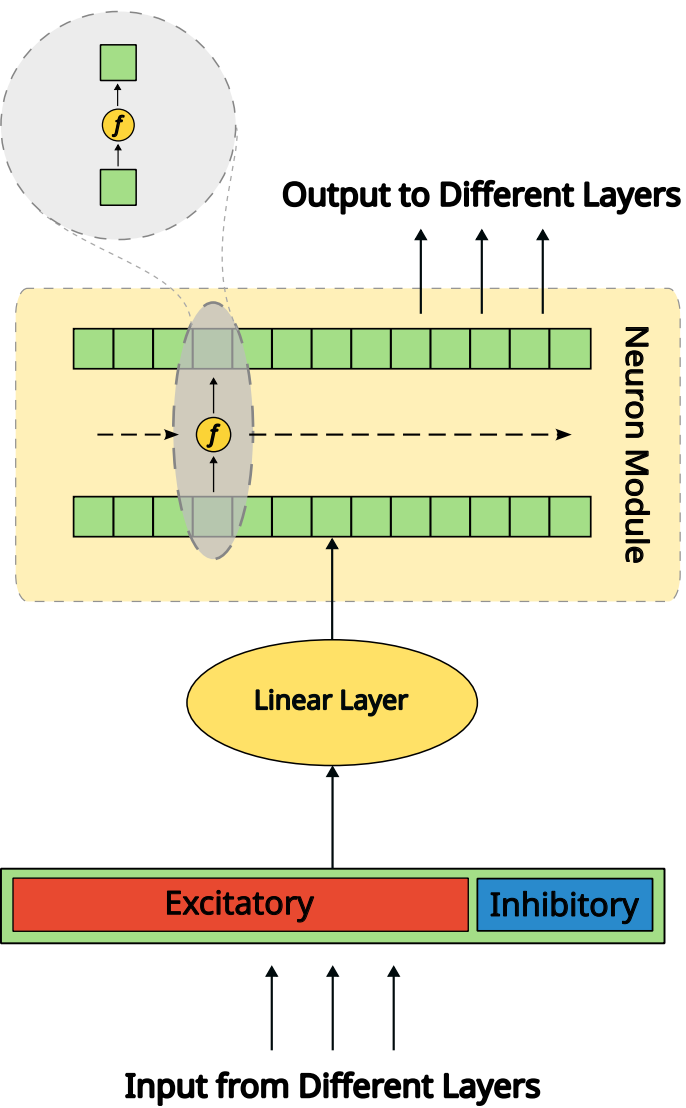 f
Output to Different Layers
Neuron Module
f
Linear Layer
Excitatory
Inhibitory
Input from Different Layers